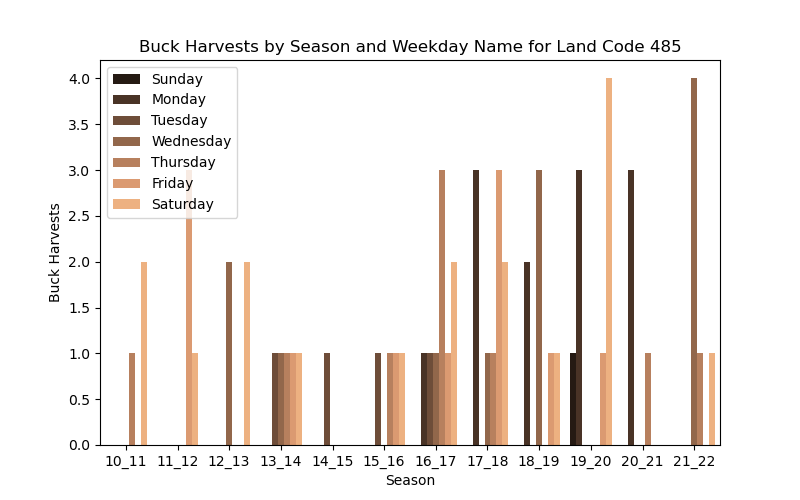 Buck Harvests by Season and Weekday Name for Land Code 485
Sunday
Monday
Tuesday
Wednesday
Thursday
Friday
Saturday
4.0
3.5
3.0
2.5
2.0
1.5
1.0
0.5
0.0
Buck Harvests
10_11 11_12 12_13 13_14 14_15 15_16 16_17 17_18 18_19 19_20 20_21 21_22
Season